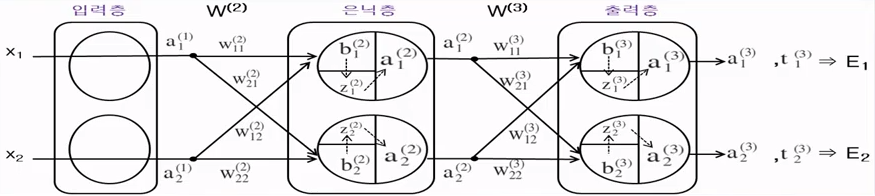 입력층 W⁽²⁾ 은닉층 W⁽³⁾ 출력층
x₁ a₁⁽¹⁾ w₁₁⁽²⁾ b₁⁽²⁾ z₁⁽²⁾ a₁⁽²⁾ a₁⁽²⁾ w₁₁⁽³⁾ b₁⁽³⁾ z₁⁽³⁾ a₁⁽³⁾ a₁⁽³⁾ ,t₁⁽³⁾ ⇒ E₁
w₂₁⁽²⁾ w₂₁⁽³⁾
w₁₂⁽²⁾ w₁₂⁽³⁾
x₂ a₂⁽¹⁾ w₂₂⁽²⁾ z₂⁽²⁾ b₂⁽²⁾ a₂⁽²⁾ a₂⁽²⁾ w₂₂⁽³⁾ z₂⁽³⁾ b₂⁽³⁾ a₂⁽³⁾ a₂⁽³⁾ ,t₂⁽³⁾ ⇒ E₂